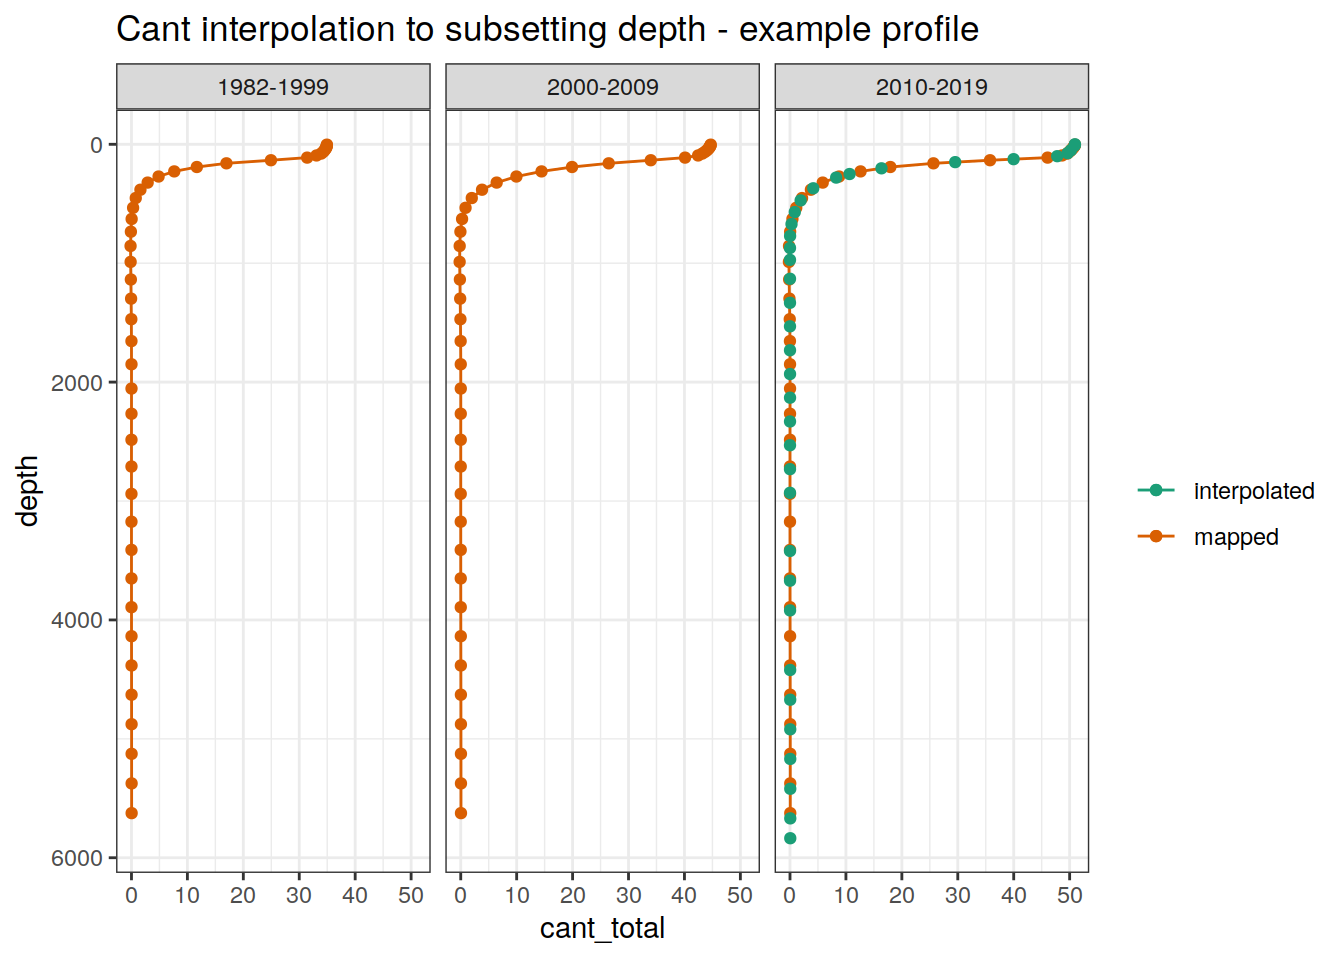 Cant interpolation to subsetting depth - example profile
1982-1999 2000-2009 2010-2019
0
2000
4000
6000
depth
0 10 20 30 40 50 0 10 20 30 40 50 0 10 20 30 40 50
cant_total
interpolated
mapped